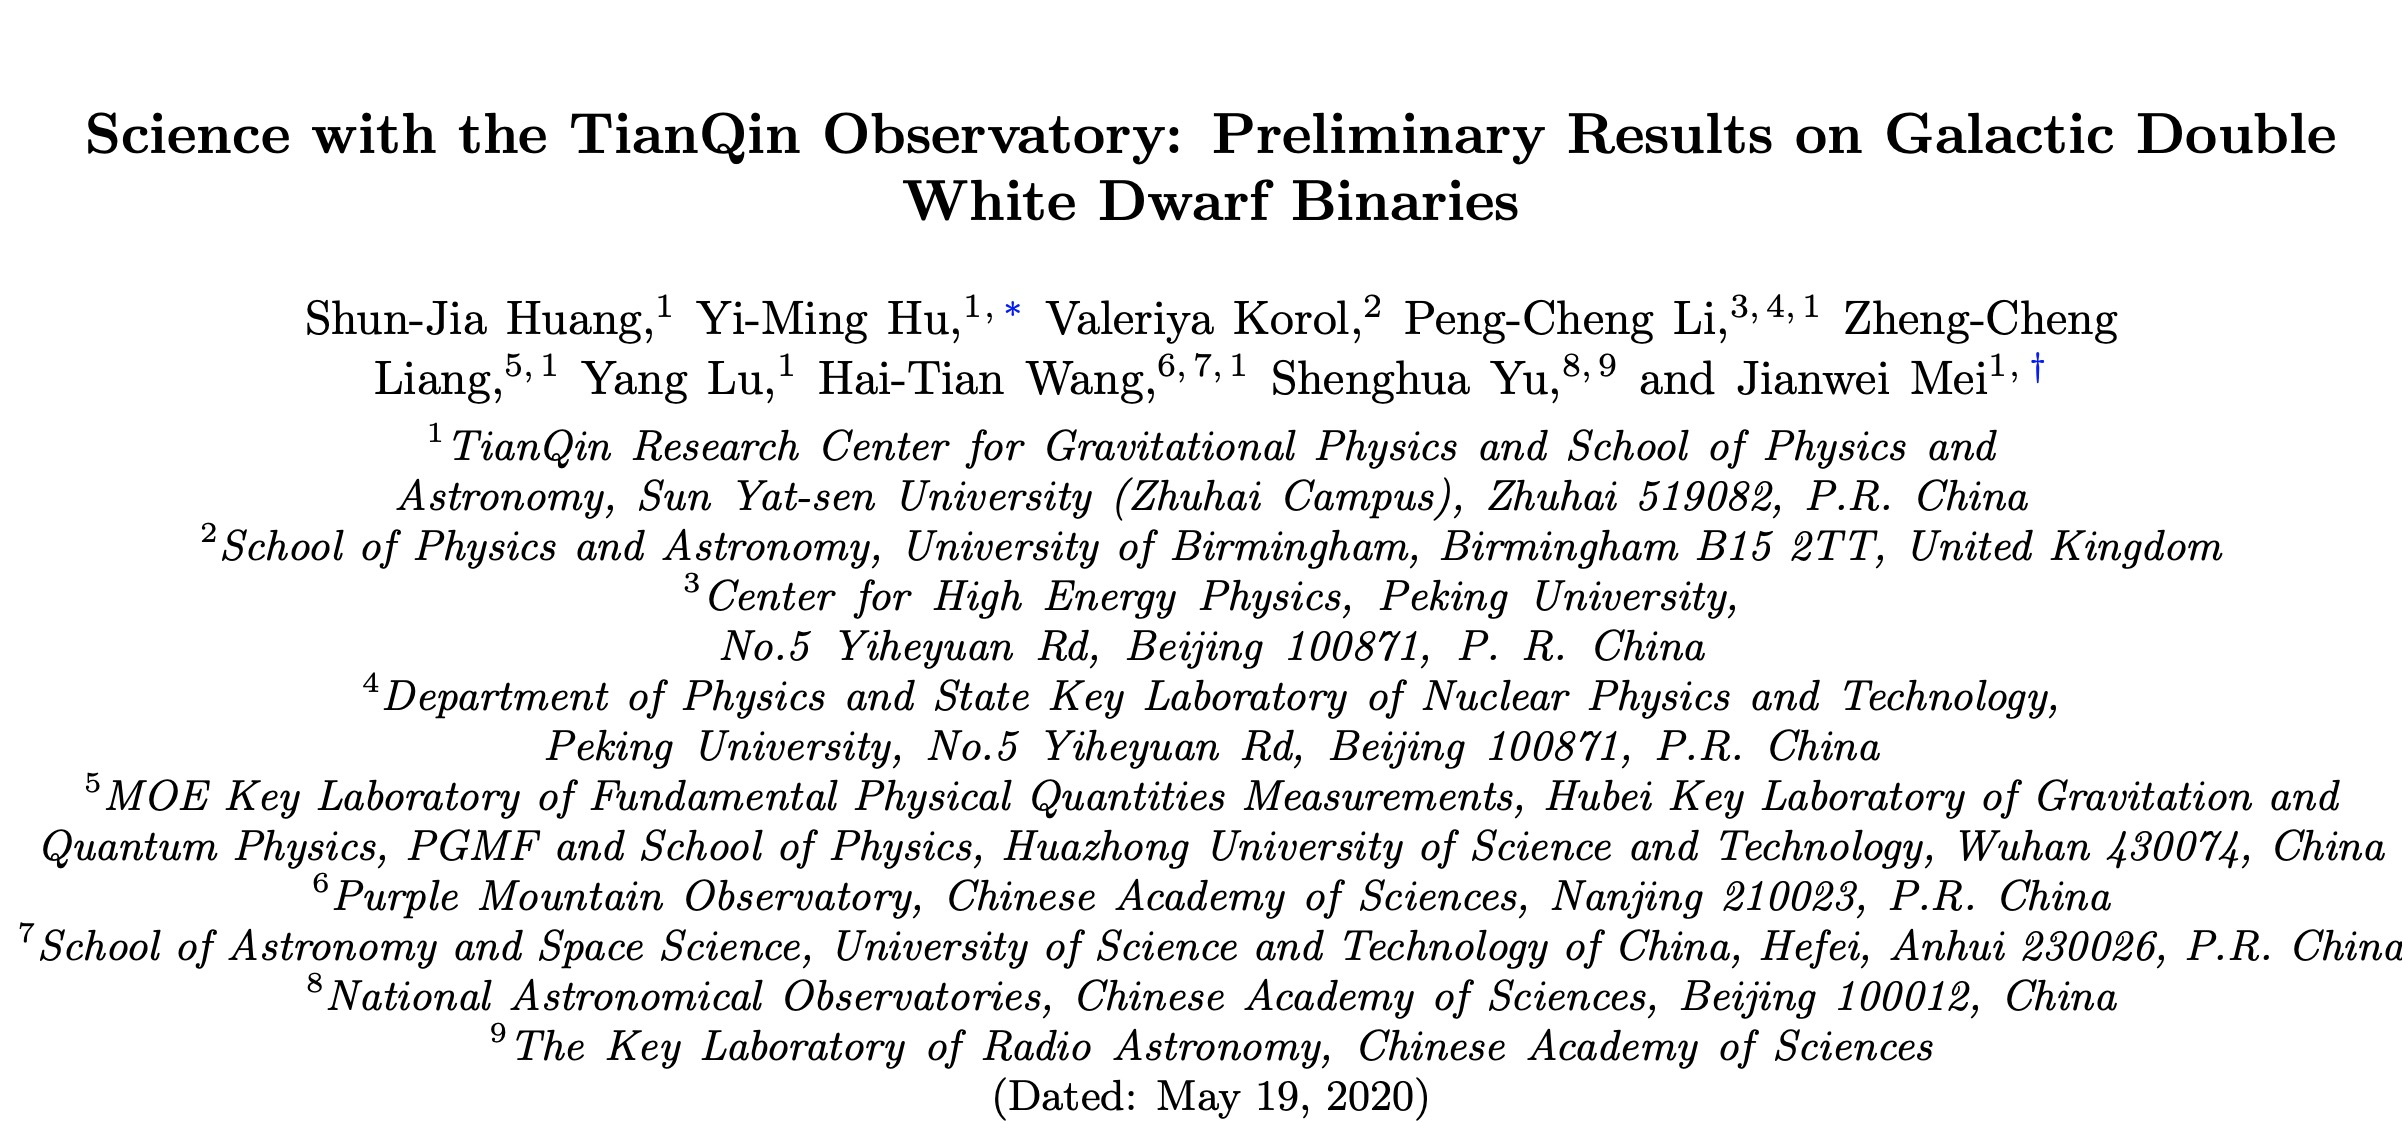 Science with the TianQin Observatory: Preliminary Results on Galactic Double
White Dwarf Binaries
Shun-Jia Huang,1 Yi-Ming Hu,1, * Valeriya Korol,2 Peng-Cheng Li,3, 4, 1 Zheng-Cheng
Liang,5, 1 Yang Lu,1 Hai-Tian Wang,6, 7, 1 Shenghua Yu,8, 9 and Jianwei Mei1, †
1TianQin Research Center for Gravitational Physics and School of Physics and
Astronomy, Sun Yat-sen University (Zhuhai Campus), Zhuhai 519082, P.R. China
2School of Physics and Astronomy, University of Birmingham, Birmingham B15 2TT, United Kingdom
3Center for High Energy Physics, Peking University,
No.5 Yiheyuan Rd, Beijing 100871, P. R. China
4Department of Physics and State Key Laboratory of Nuclear Physics and Technology,
Peking University, No.5 Yiheyuan Rd, Beijing 100871, P.R. China
5MOE Key Laboratory of Fundamental Physical Quantities Measurements, Hubei Key Laboratory of Gravitation and
Quantum Physics, PGMF and School of Physics, Huazhong University of Science and Technology, Wuhan 430074, China
6Purple Mountain Observatory, Chinese Academy of Sciences, Nanjing 210023, P.R. China
7School of Astronomy and Space Science, University of Science and Technology of China, Hefei, Anhui 230026, P.R. China
8National Astronomical Observatories, Chinese Academy of Sciences, Beijing 100012, China
9The Key Laboratory of Radio Astronomy, Chinese Academy of Sciences
(Dated: May 19, 2020)